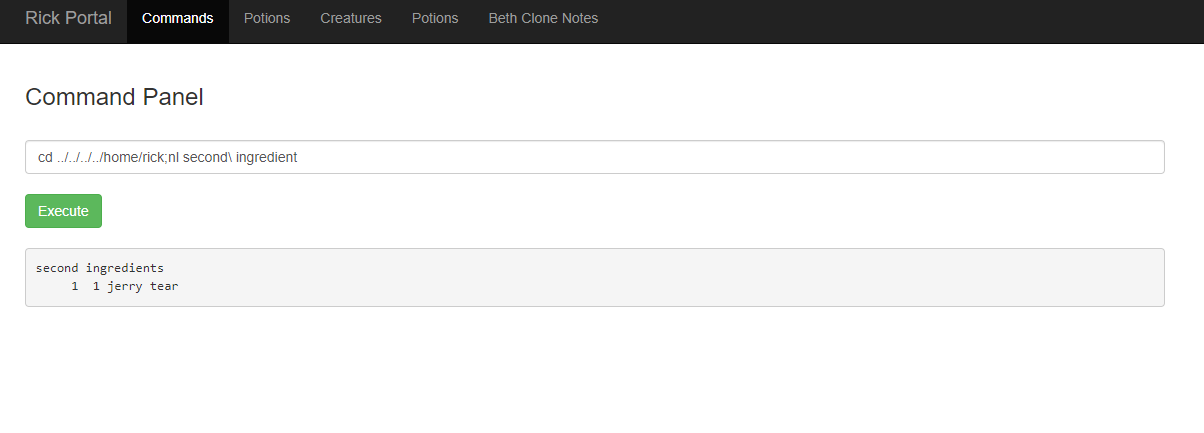 Rick Portal Commands Potions Creatures Potions Beth Clone Notes
Command Panel
cd ../../../../home/rick;nl second\ ingredient
Execute
second ingredients
1 1 jerry tear